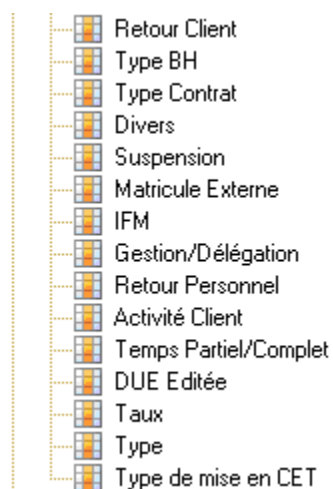 Retour Client
Type BH
Type Contrat
Divers
Suspension
Matricule Externe
IFM
Gestion/Délégation
Retour Personnel
Activité Client
Temps Partiel/Complet
DUE Editée
Taux
Type
Type de mise en CET